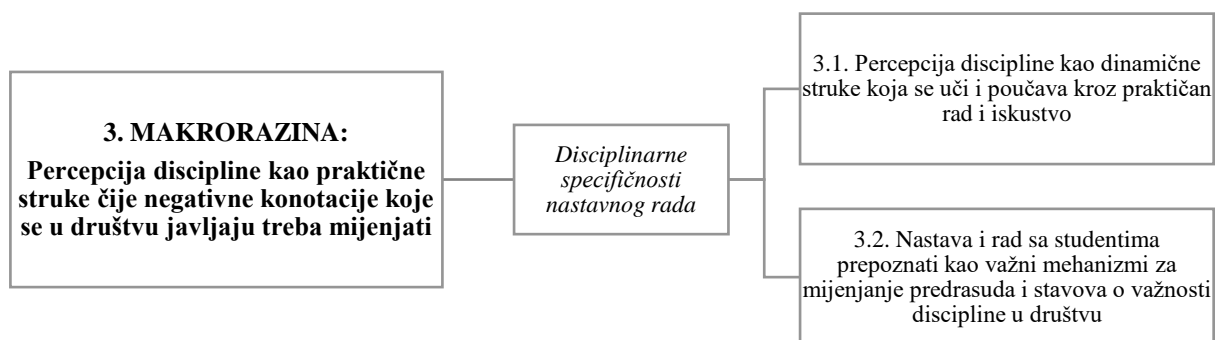 3. MAKRORAZINA:
Percepcija discipline kao praktične
struke čije negativne konotacije koje
se u društvu javljaju treba mijenjati
Disciplinarne
specifičnosti
nastavnog rada
3.1. Percepcija discipline kao dinamične
struke koja se uči i poučava kroz praktičan
rad i iskustvo
3.2. Nastava i rad sa studentima
prepoznati kao važni mehanizmi za
mijenjanje predrasuda i stavova o važnosti
discipline u društvu